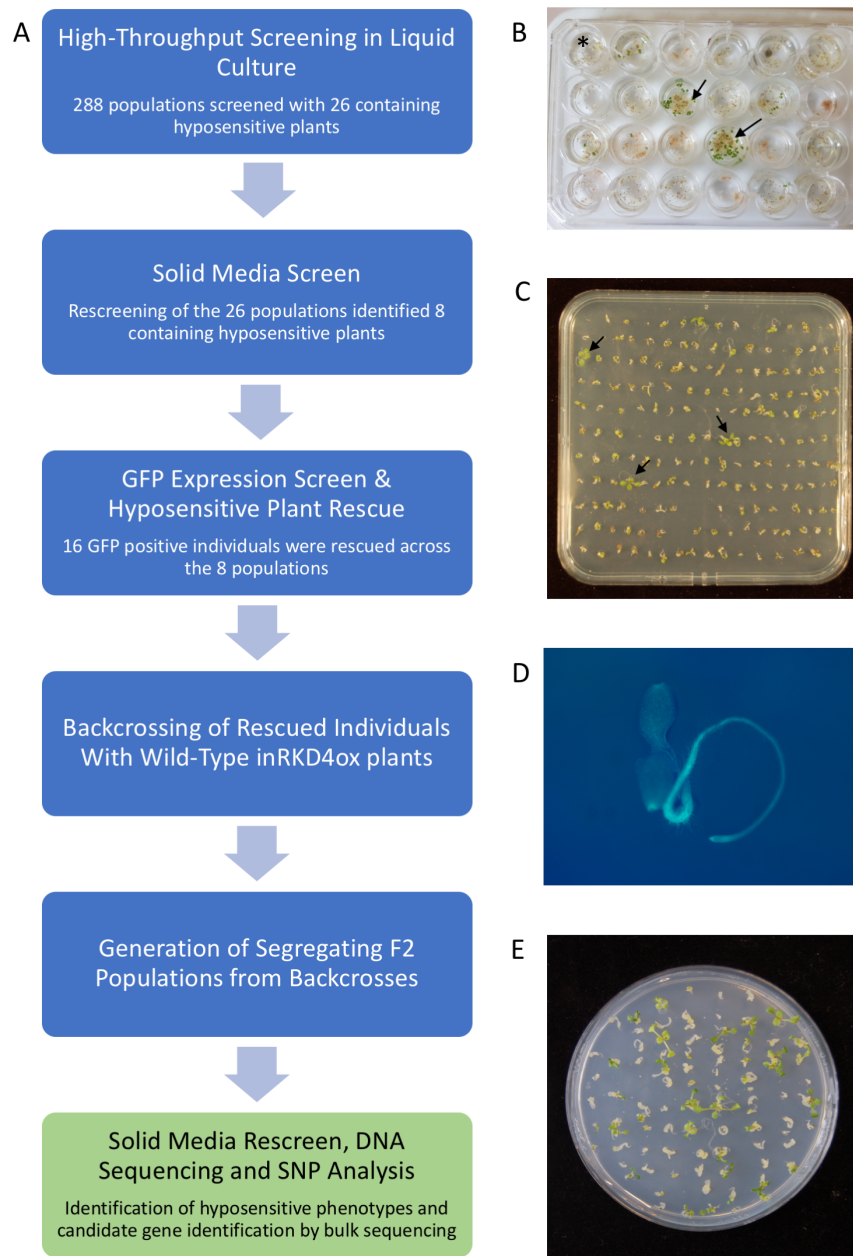 A
High-Throughput Screening in Liquid
Culture
288 populations screened with 26 containing
hyposensitive plants
Solid Media Screen
Rescreening of the 26 populations identified 8
containing hyposensitive plants
GFP Expression Screen &
Hyposensitive Plant Rescue
16 GFP positive individuals were rescued across
the 8 populations
Backcrossing of Rescued Individuals
With Wild-Type inRKD4ox plants
Generation of Segregating F2
Populations from Backcrosses
Solid Media Rescreen, DNA
Sequencing and SNP Analysis
Identification of hyposensitive phenotypes and
candidate gene identification by bulk sequencing
B
*
C
D
E